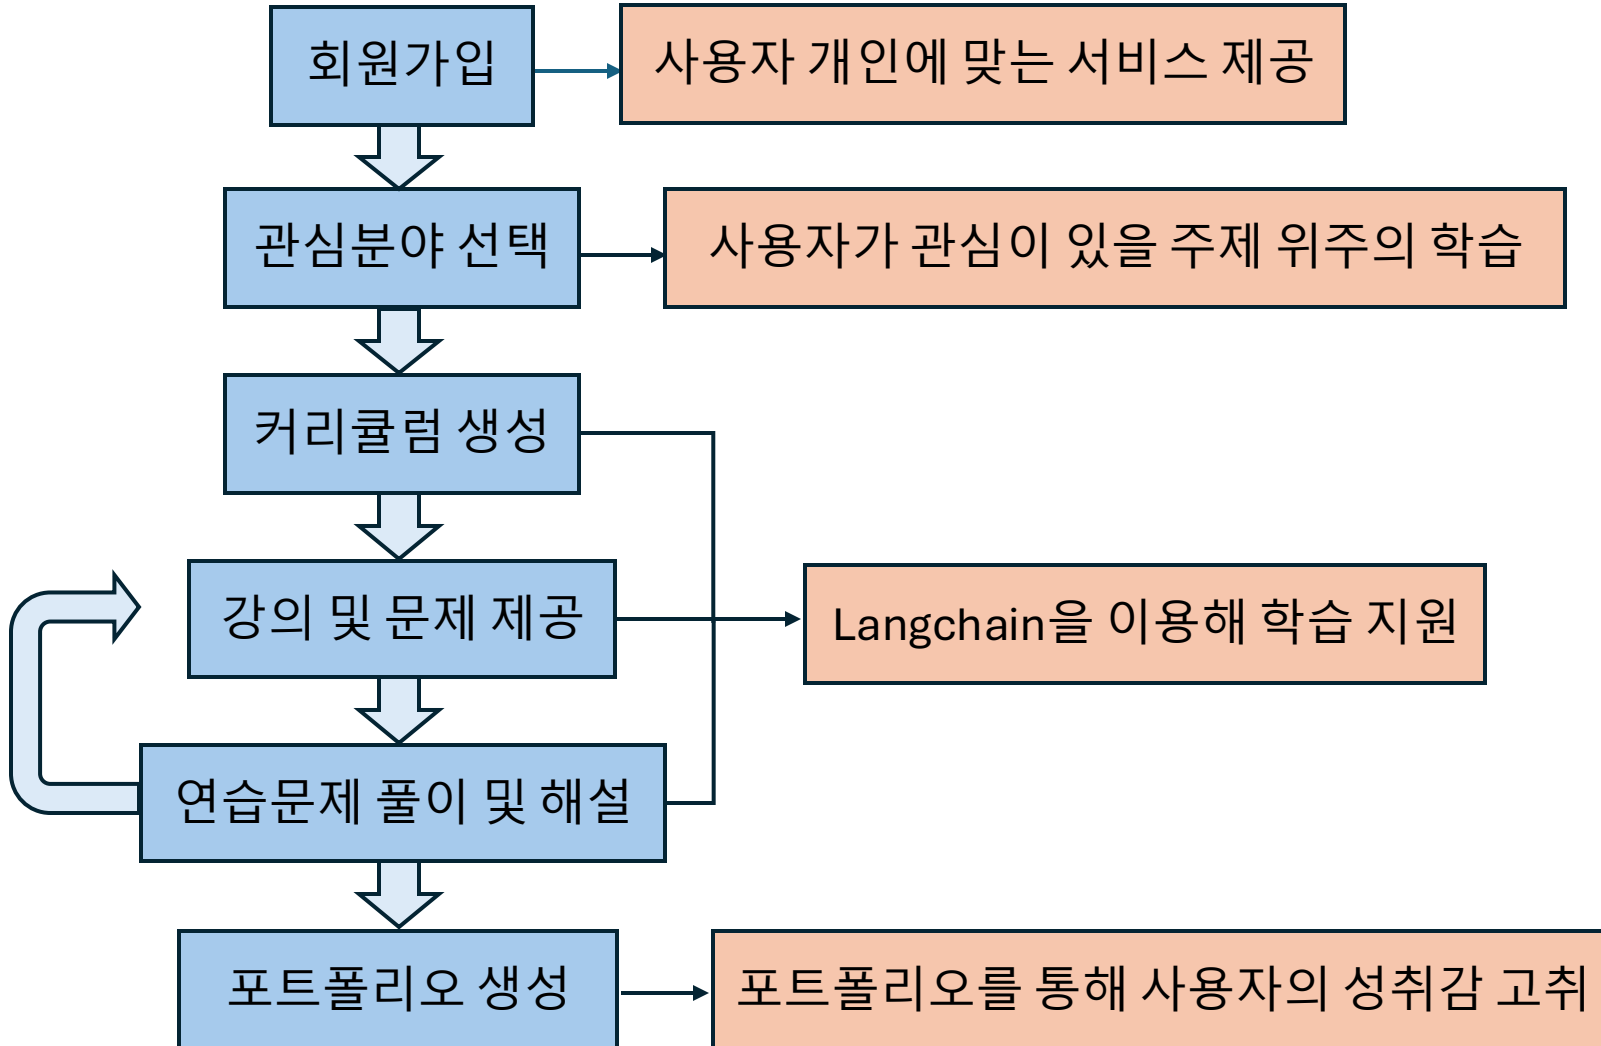 회원가입
사용자 개인에 맞는 서비스 제공
관심분야 선택
사용자가 관심이 있을 주제 위주의 학습
커리큘럼 생성
강의 및 문제 제공
Langchain을 이용해 학습 지원
연습문제 풀이 및 해설
포트폴리오 생성
포트폴리오를 통해 사용자의 성취감 고취